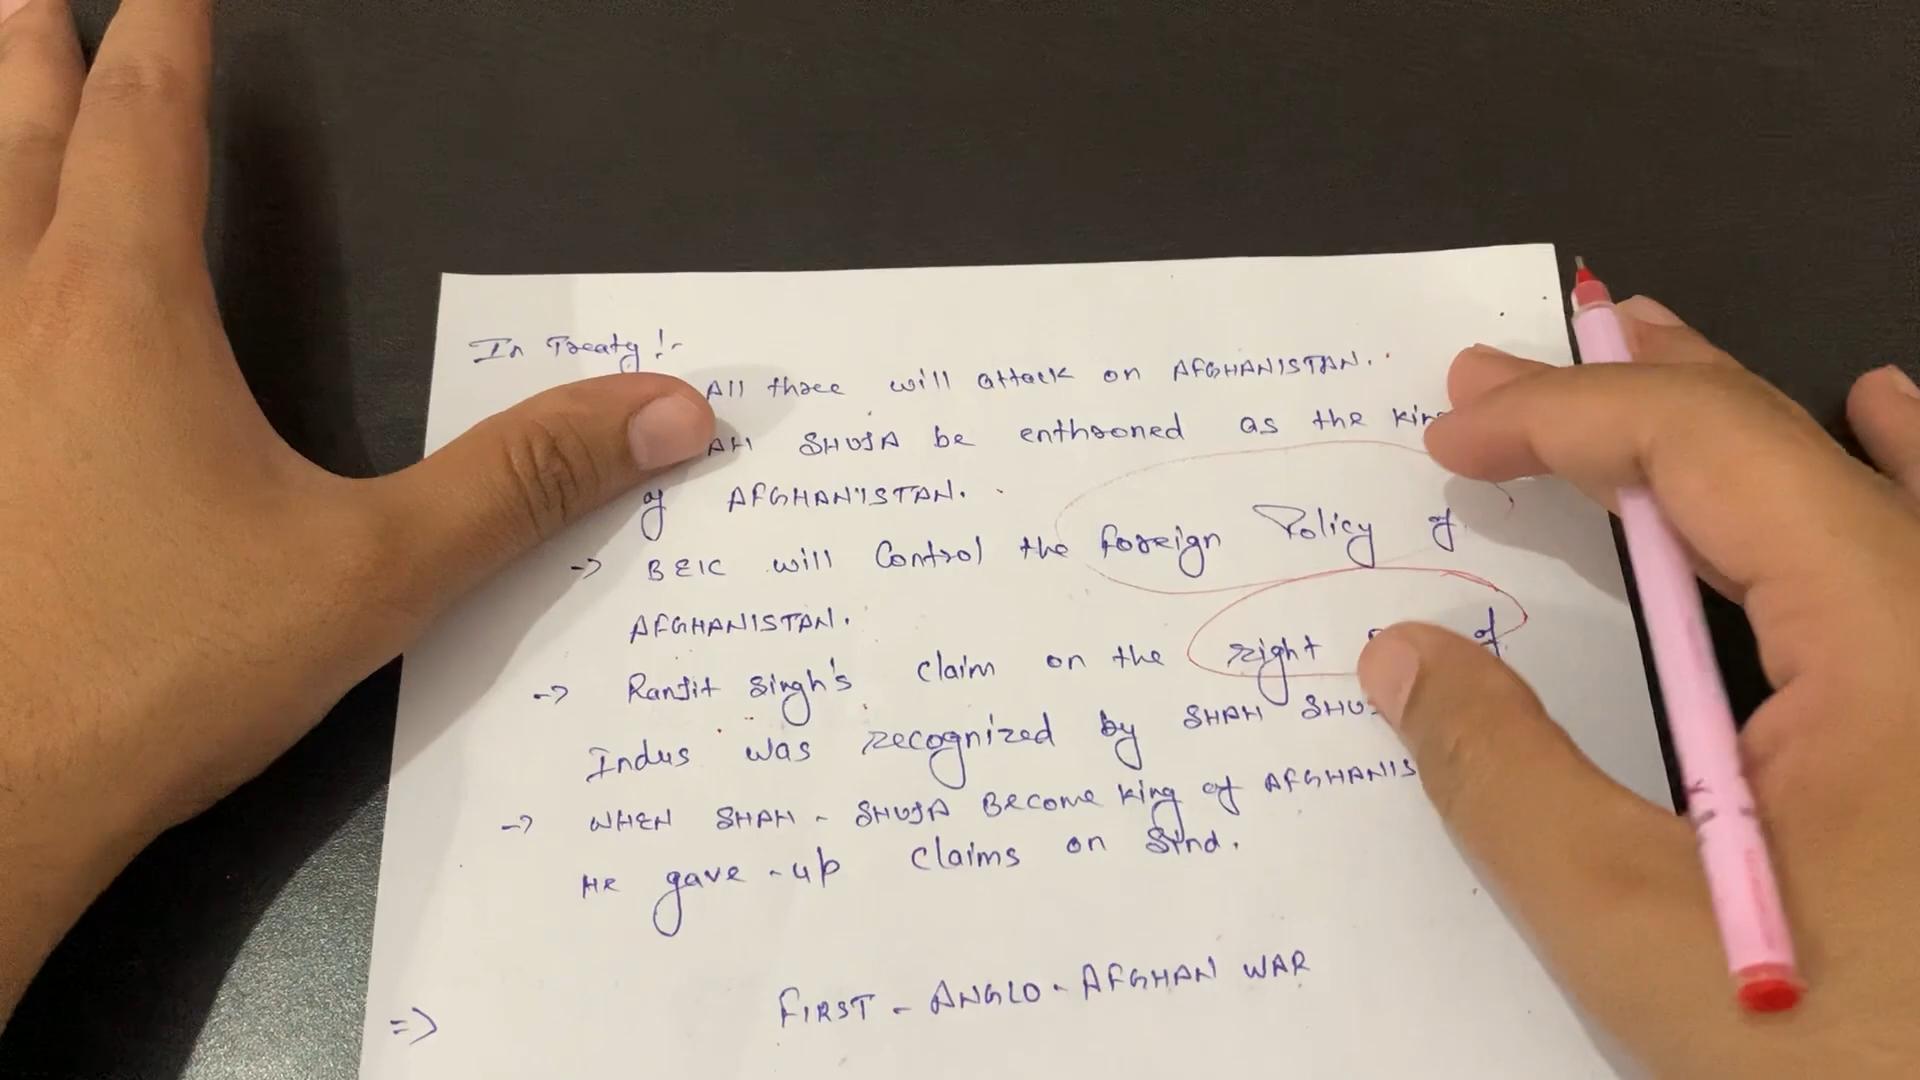 In Treaty :-
All three will attack on AFGHANISTAN.
SHUJA be enthroned as the
of AFGHANISTAN.
-> BEIC will Control the foreign Policy of
AFGHANISTAN.
-> Ranjit Singh's claim on the right of
Indus was recognized by SHAH
-> WHEN SHAH - SHUJA Become king of
HE gave - up claims on Sind.
=> FIRST - ANGLO - AFGHAN WAR